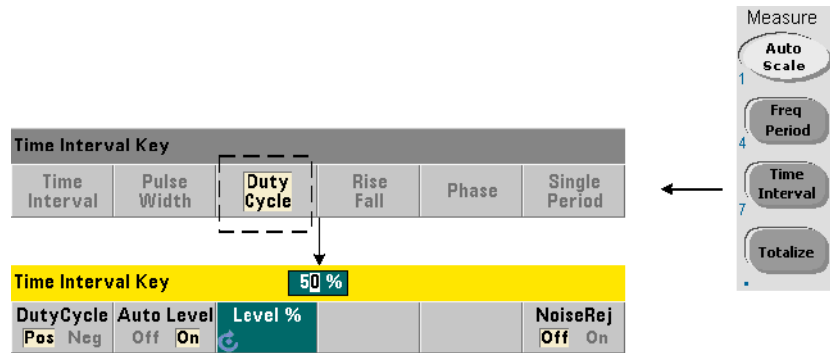 Measure
Auto
Scale
1
Freq
Period
4
Time
Interval
7
Totalize
.
Time Interval Key
Time Interval
Pulse Width
Duty Cycle
Rise Fall
Phase
Single Period
Time Interval Key 50 %
DutyCycle Auto Level Level % NoiseRej
Pos Neg Off On Off On